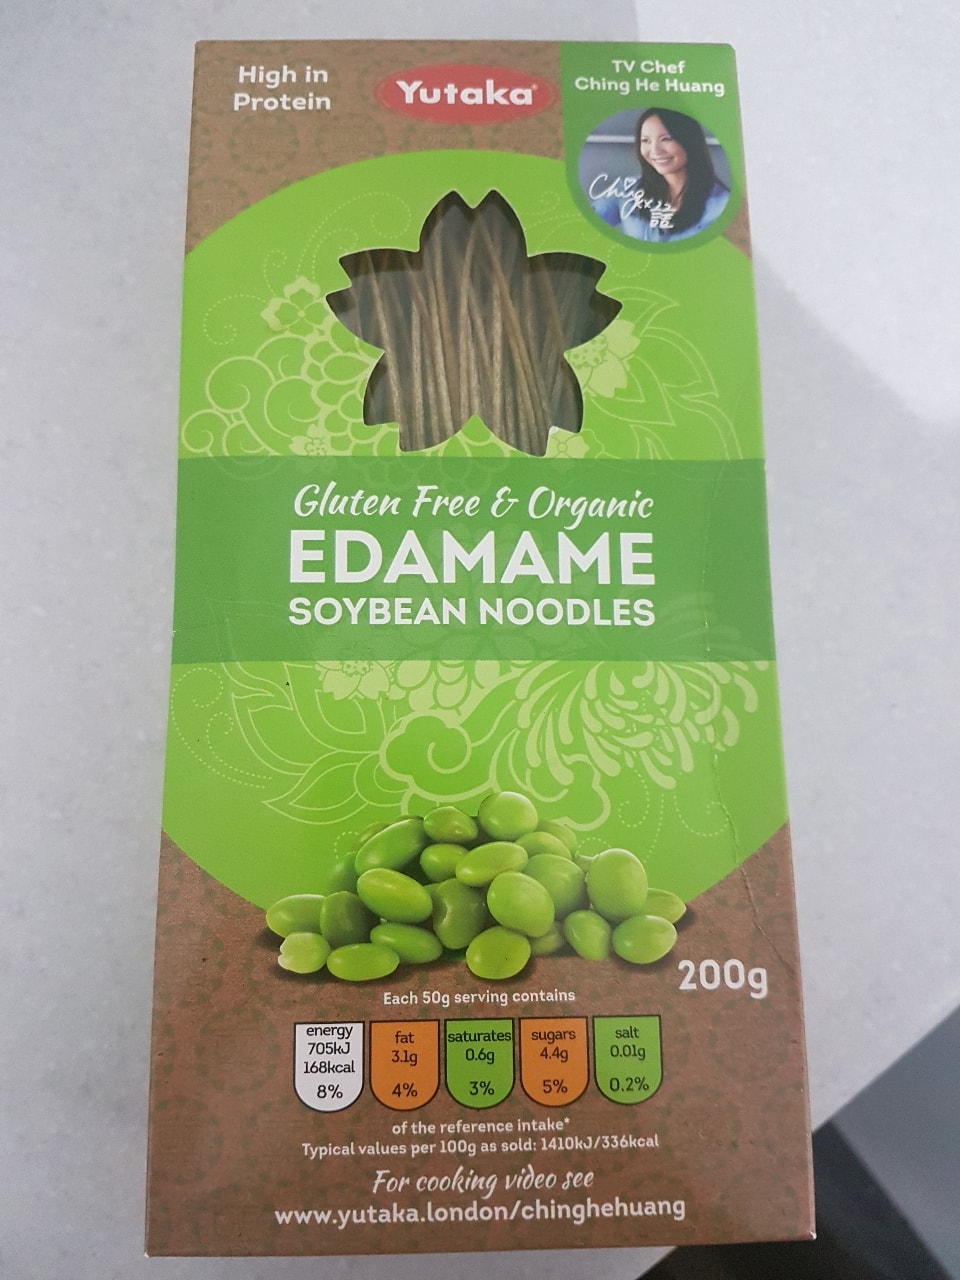 High in
Protein
Yutaka
TV Chef
Ching He Huang
Ching xx
Gluten Free & Organic
EDAMAME
SOYBEAN NOODLES
200g
Each 50g serving contains
energy
705kJ
168kcal
8%
fat
3.1g
4%
saturates
0.6g
3%
sugars
4.4g
5%
salt
0.01g
0.2%
of the reference intake*
Typical values per 100g as sold: 1410kJ/336kcal
For cooking video see
www.yutaka.london/chinghehuang